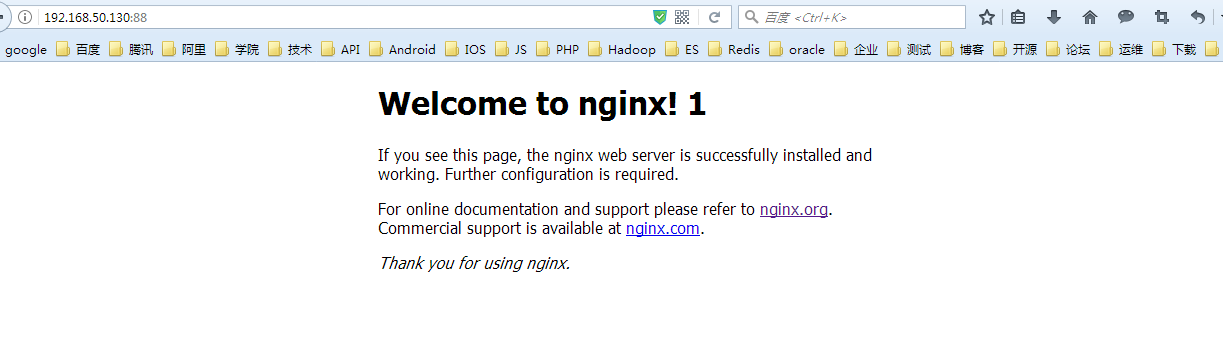 192.168.50.130:88
百度 <Ctrl+K>
google 百度 腾讯 阿里 学院 技术 API Android IOS JS PHP Hadoop ES Redis oracle 企业 测试 博客 开源 论坛 运维 下载
Welcome to nginx! 1
If you see this page, the nginx web server is successfully installed and
working. Further configuration is required.
For online documentation and support please refer to nginx.org.
Commercial support is available at nginx.com.
Thank you for using nginx.